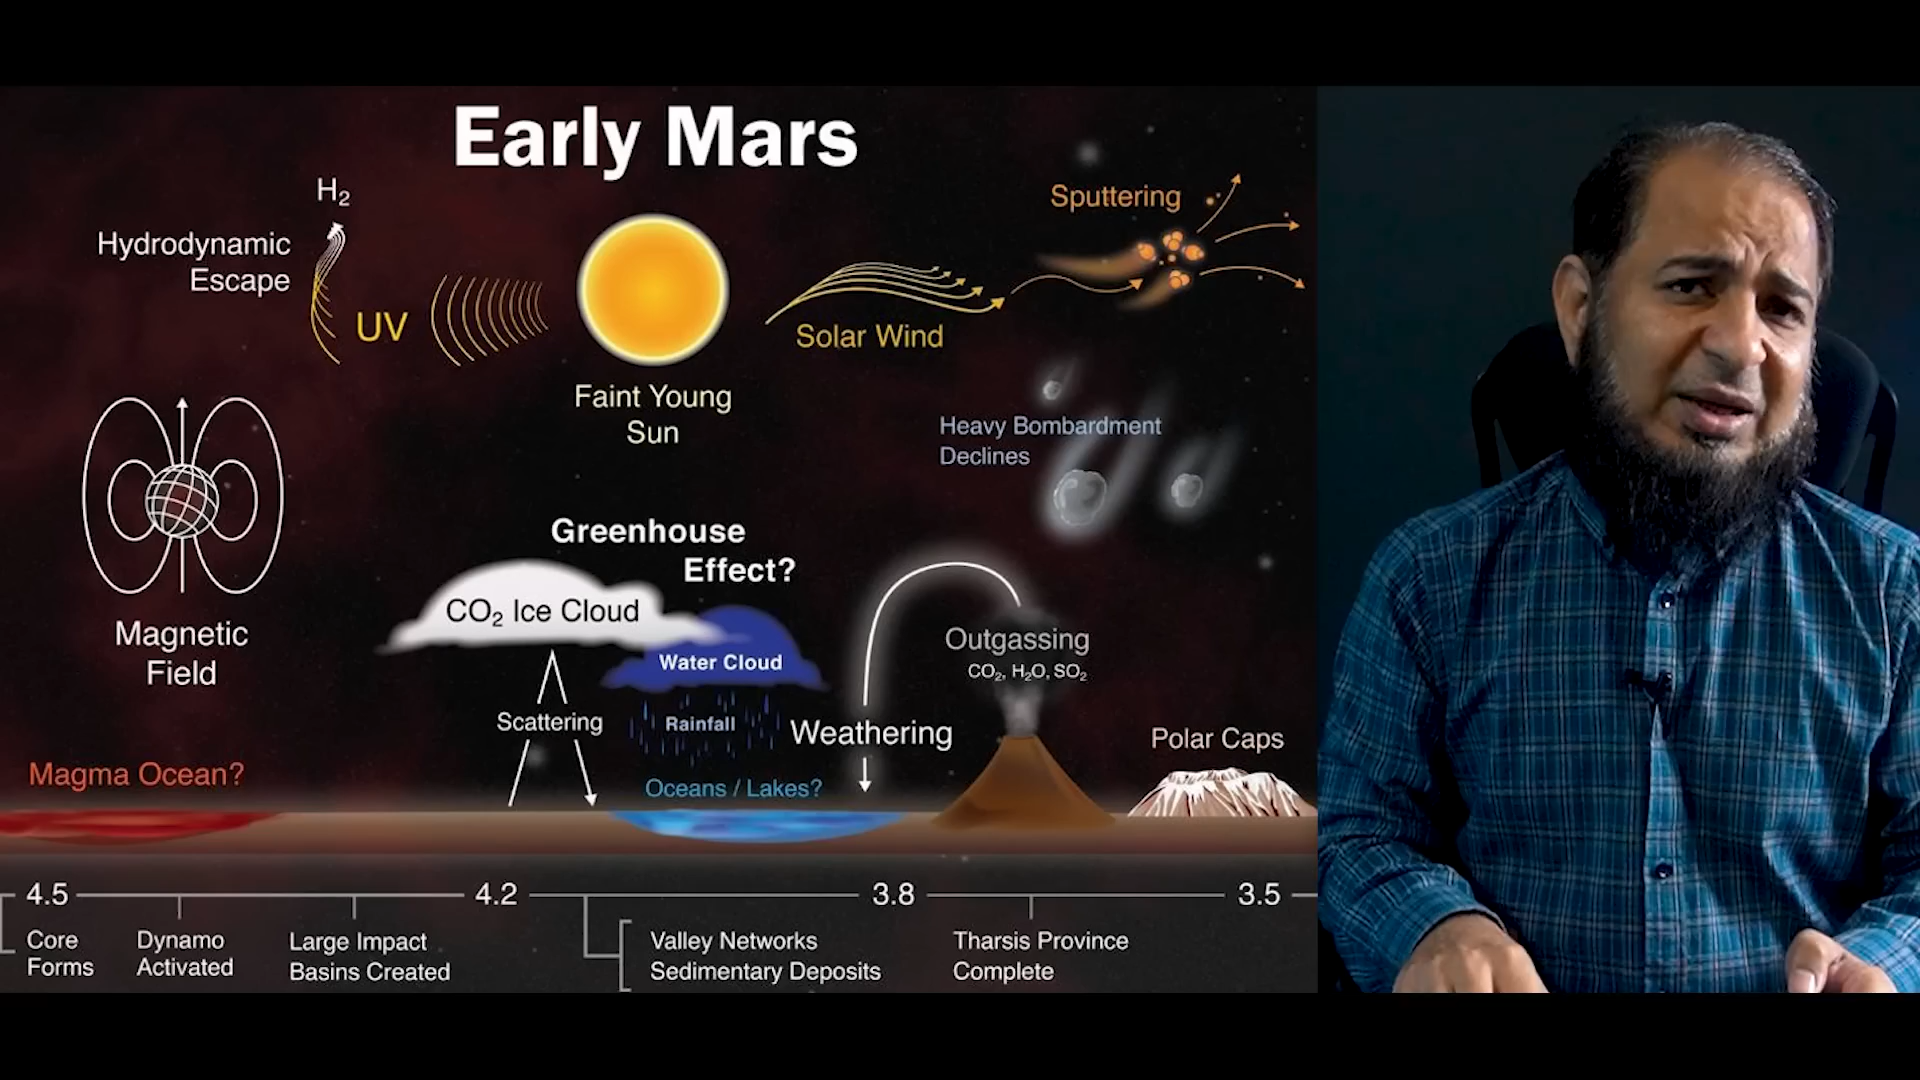 Early Mars
H₂
Hydrodynamic
Escape
UV
Faint Young
Sun
Solar Wind
Sputtering
Heavy Bombardment
Declines
Magnetic
Field
Greenhouse
Effect?
CO₂ Ice Cloud
Water Cloud
Scattering
Rainfall
Oceans / Lakes?
Weathering
Outgassing
CO₂, H₂O, SO₂
Polar Caps
Magma Ocean?
4.5
4.2
3.8
3.5
Core
Forms
Dynamo
Activated
Large Impact
Basins Created
Valley Networks
Sedimentary Deposits
Tharsis Province
Complete